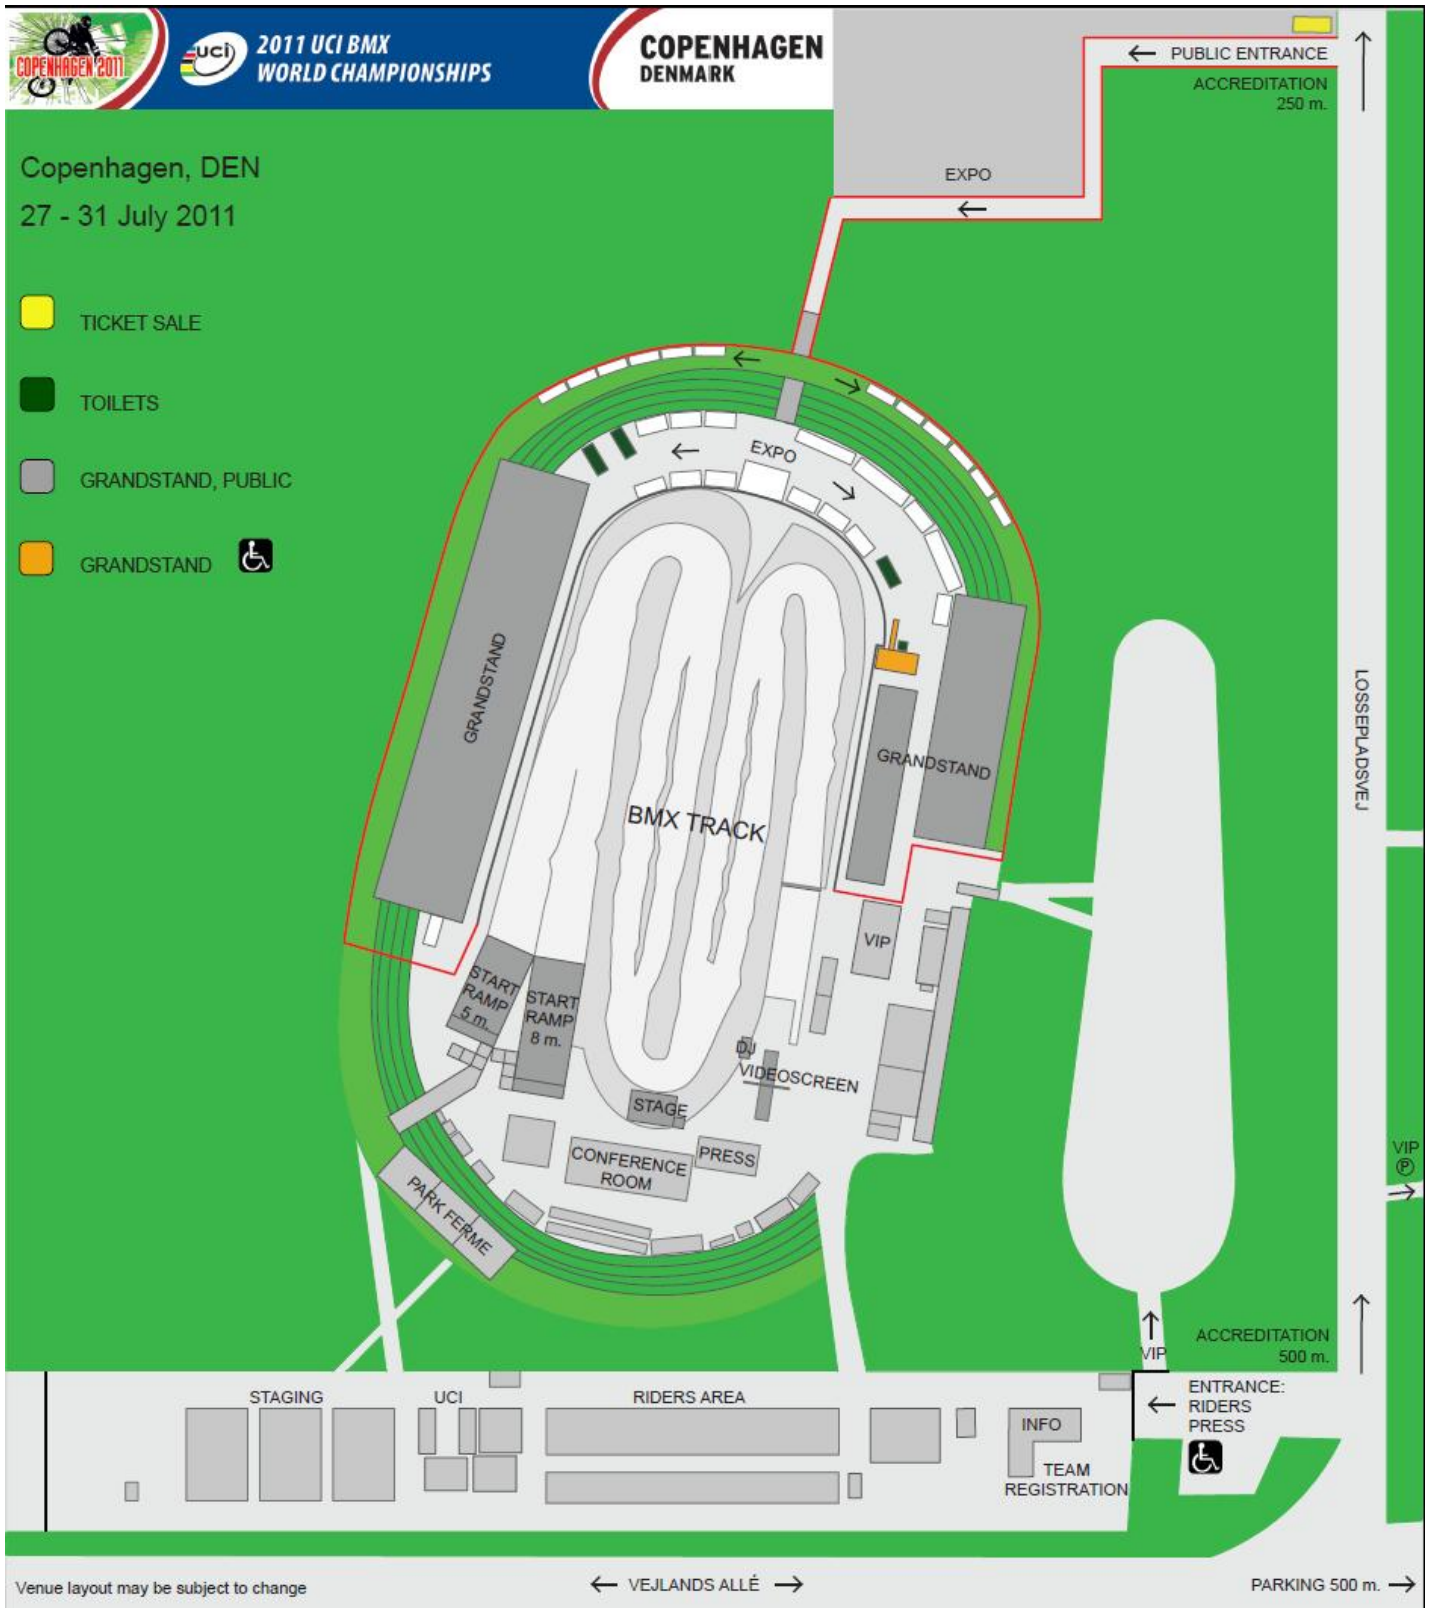 COPENHAGEN 2011
uci
2011 UCI BMX
WORLD CHAMPIONSHIPS
COPENHAGEN
DENMARK
← PUBLIC ENTRANCE
ACCREDITATION
250 m.
EXPO
←
Copenhagen, DEN
27 - 31 July 2011
TICKET SALE
TOILETS
GRANDSTAND, PUBLIC
GRANDSTAND
EXPO
GRANDSTAND
GRANDSTAND
BMX TRACK
LOSSEPLADSVEJ
VIP
START
RAMP
5 m.
START
RAMP
8 m.
DJ
VIDEOSCREEN
STAGE
CONFERENCE
ROOM
PRESS
PARK FERME
VIP
P
VIP
ACCREDITATION
500 m.
ENTRANCE:
RIDERS
PRESS
STAGING
UCI
RIDERS AREA
INFO
TEAM
REGISTRATION
Venue layout may be subject to change
← VEJLANDS ALLÉ →
PARKING 500 m. →